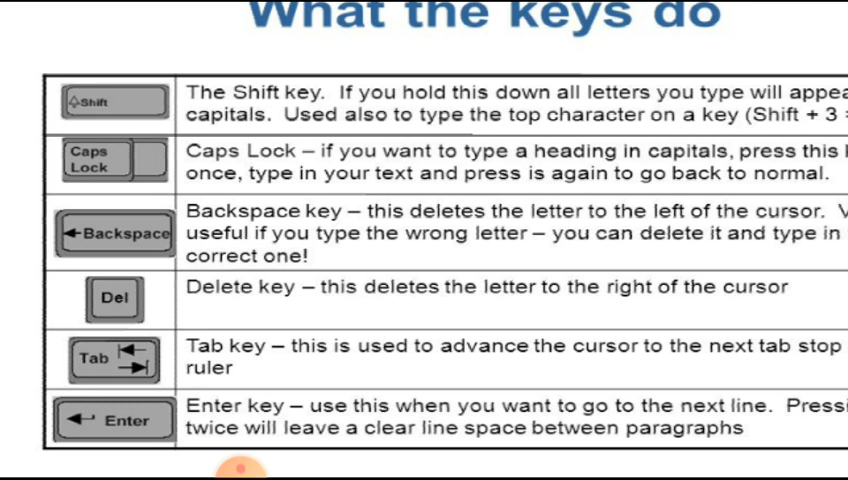 What the keys do
Shift
The Shift key. If you hold this down all letters you type will
capitals. Used also to type the top character on a key (Shift + 3
Caps
Lock
Caps Lock – if you want to type a heading in capitals, press this
once, type in your text and press is again to go back to normal.
Backspace
Backspace key – this deletes the letter to the left of the cursor.
useful if you type the wrong letter – you can delete it and type in
correct one!
Del
Delete key – this deletes the letter to the right of the cursor
Tab
Tab key – this is used to advance the cursor to the next tab stop
ruler
Enter
Enter key – use this when you want to go to the next line.
twice will leave a clear line space between paragraphs